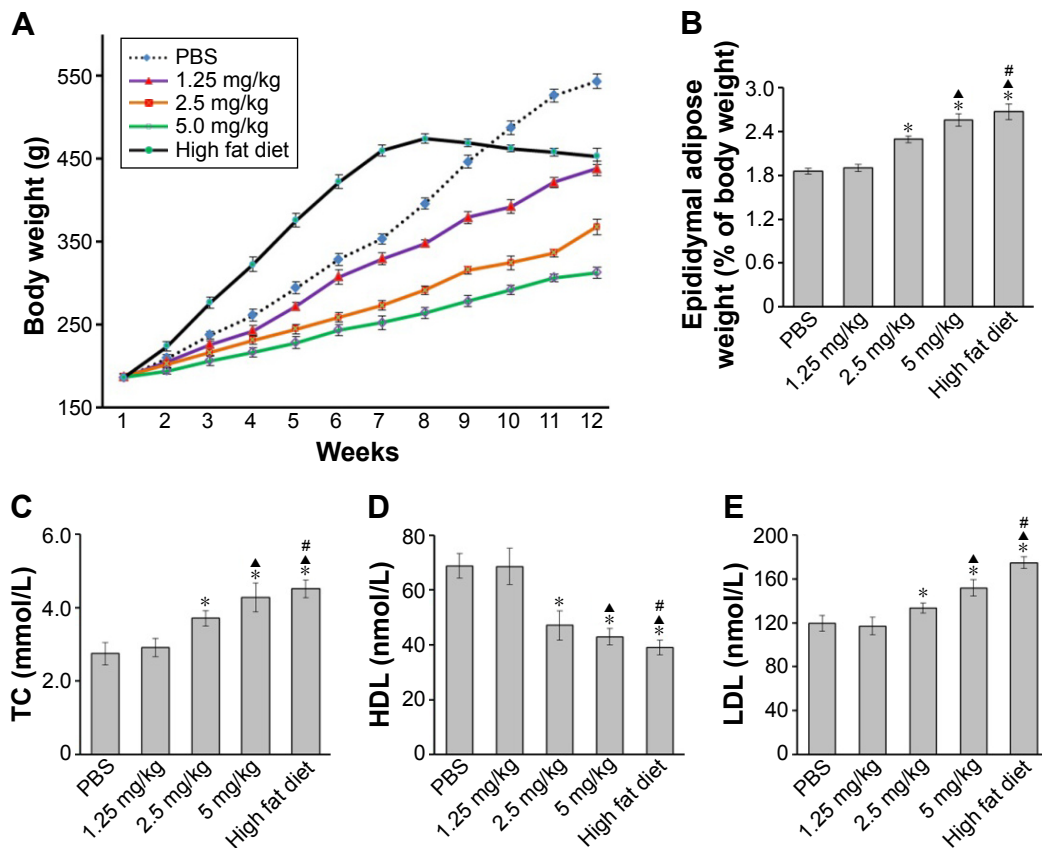 A
PBS
1.25 mg/kg
2.5 mg/kg
5.0 mg/kg
High fat diet
550
450
350
250
150
Body weight (g)
1 2 3 4 5 6 7 8 9 10 11 12
Weeks
B
Epididymal adipose
weight (% of body weight)
3.0
2.4
1.8
1.2
0.6
0
*
▲
*
#
▲
*
PBS
1.25 mg/kg
2.5 mg/kg
5 mg/kg
High fat diet
C
TC (mmol/L)
6.0
4.0
2.0
0
*
▲
*
#
▲
*
PBS
1.25 mg/kg
2.5 mg/kg
5 mg/kg
High fat diet
D
HDL (nmol/L)
80
60
40
20
0
*
▲
*
#
▲
*
PBS
1.25 mg/kg
2.5 mg/kg
5 mg/kg
High fat diet
E
LDL (nmol/L)
200
160
120
80
40
0
*
▲
*
#
▲
*
PBS
1.25 mg/kg
2.5 mg/kg
5 mg/kg
High fat diet